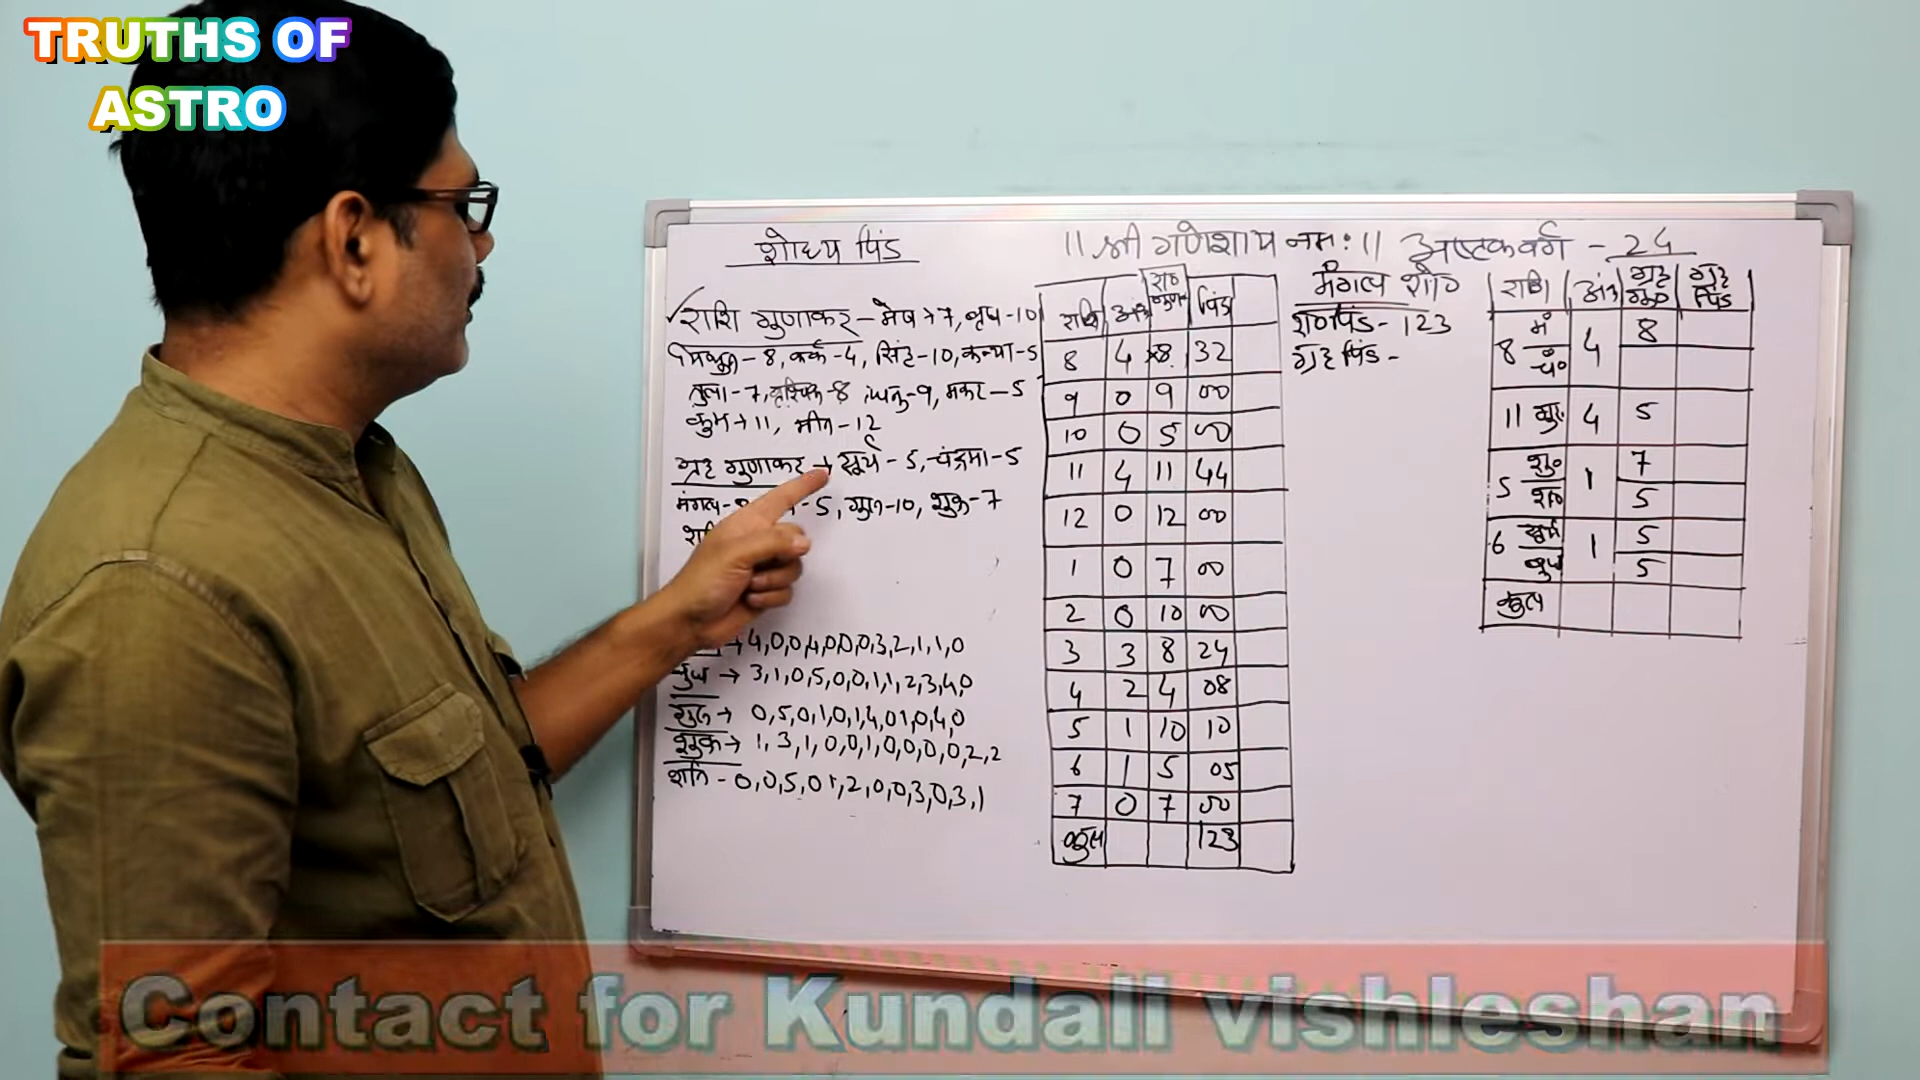 TRUTHS OF
ASTRO
शोध्य पिंड
।। श्री गणेशाय नमः ।।
अष्टकवर्ग - 24
राशि गुणाकर - मेष → 7, वृष - 10
मिथुन - 8, कर्क - 4, सिंह - 10, कन्या - 5
तुला - 7, वृश्चिक - 8, धनु - 9, मकर - 5
कुंभ → 11, मीन - 12
ग्रह गुणाकर → सूर्य - 5, चंद्रमा - 5
मंगल - - 5, गुरु - 10, शुक्र - 7
→ 4,0,0,4,0,0,0,3,2,1,1,0
बुध → 3,1,0,5,0,0,1,1,2,3,4,0
गुरु → 0,5,0,1,0,1,4,0,1,0,4,0
शुक्र → 1,3,1,0,0,1,0,0,0,0,2,2
शनि - 0,0,5,0,1,2,0,0,3,0,3,1
राशि अंक राशि गुणा पिंड
8 4 ×8 32
9 0 9 00
10 0 5 00
11 4 11 44
12 0 12 00
1 0 7 00
2 0 10 00
3 3 8 24
4 2 4 08
5 1 10 10
6 1 5 05
7 0 7 00
कुल 123
मंगल शो०
रा० पिंड - 123
ग्रह पिंड -
राशि अंक ग्रह गु० ग्रह पिंड
8 मं चं० 4 8
11 गुरु 4 5
5 शु० श० 1 7 5
6 सूर्य बुध 1 5 5
कुल
Contact for Kundali vishleshan